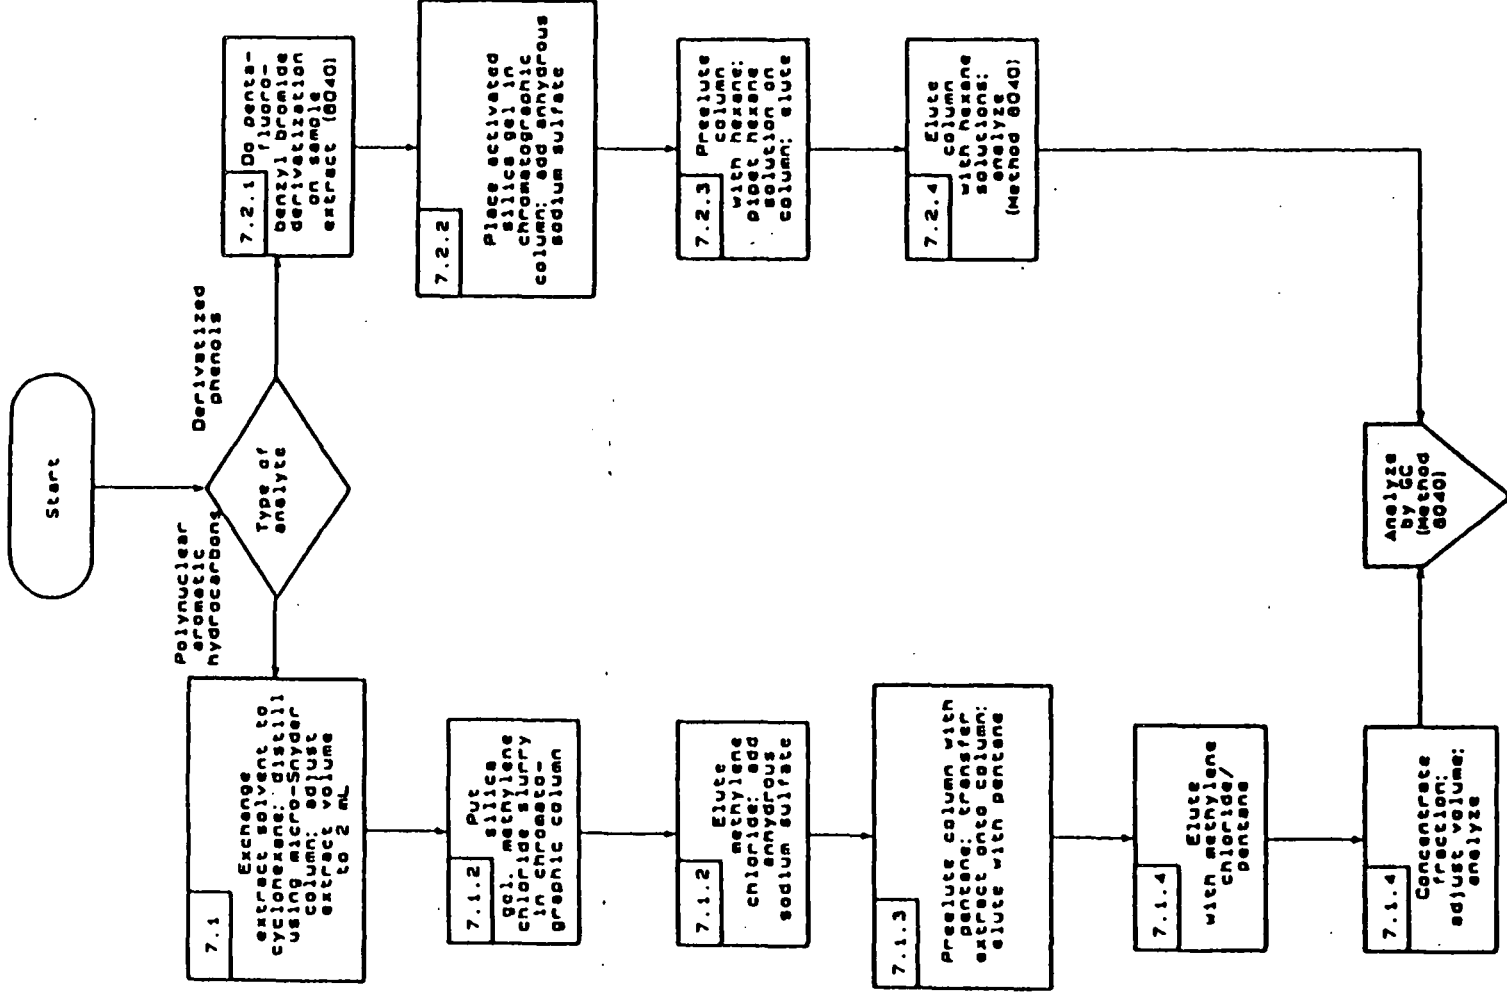 Start
Type of
analyte
Polynuclear
aromatic
hydrocarbons
Derivatized
phenols
7.1
Exchange
extract solvent to
cyclohexane; distill
using micro-Snyder
column; adjust
extract volume
to 2 mL
7.1.2
Put
silica
gel, methylene
chloride slurry
in chromato-
graphic column
7.1.2
Elute
methylene
chloride; add
anhydrous
sodium sulfate
7.1.3
Preelute column with
pentane; transfer
extract onto column;
elute with pentane
7.1.4
Elute
with methylene
chloride/
pentane
7.1.4
Concentrate
fraction;
adjust volume;
analyze
7.2.1
Do penta-
fluoro-
benzyl bromide
derivatization
on sample
extract (8040)
7.2.2
Place activated
silica gel in
chromatographic
column; add anhydrous
sodium sulfate
7.2.3
Preelute
column
with hexane;
pipet hexane
solution on
column; elute
7.2.4
Elute
column
with hexane
solutions;
analyze
(Method 8040)
Analyze
by GC
(Method
8040)